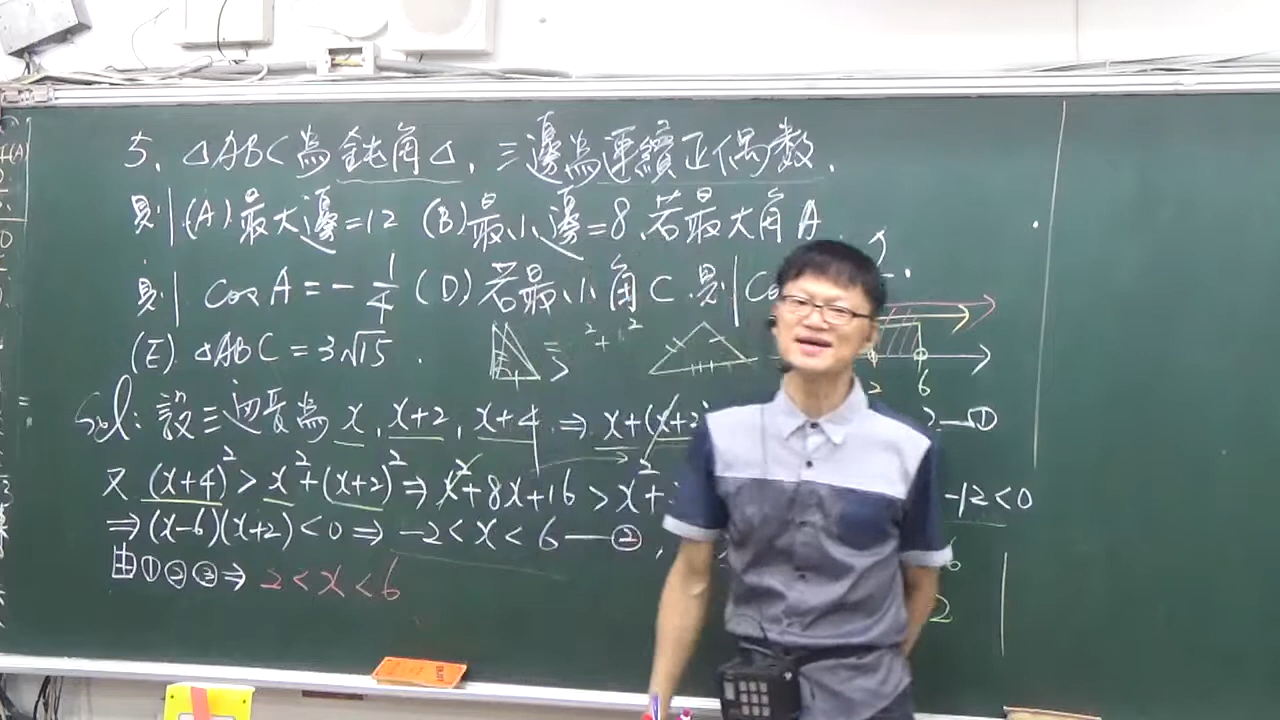 5. △ABC為鈍角△,三邊為連續正偶數.
則(A)最大邊=12 (B)最小邊=8 若最大角A
則 cosA=-1/4 (D)若最小角C.則 Co
(E) △ABC=3√15.
2 6
Sol:設三邊長為 x, x+2, x+4 ⇒ x+(x+2 ①
又 (x+4)²>x²+(x+2)²⇒x²+8x+16>x²+ -12<0
⇒(x-6)(x+2)<0⇒-2<x<6—②,
由①②③⇒2<x<6